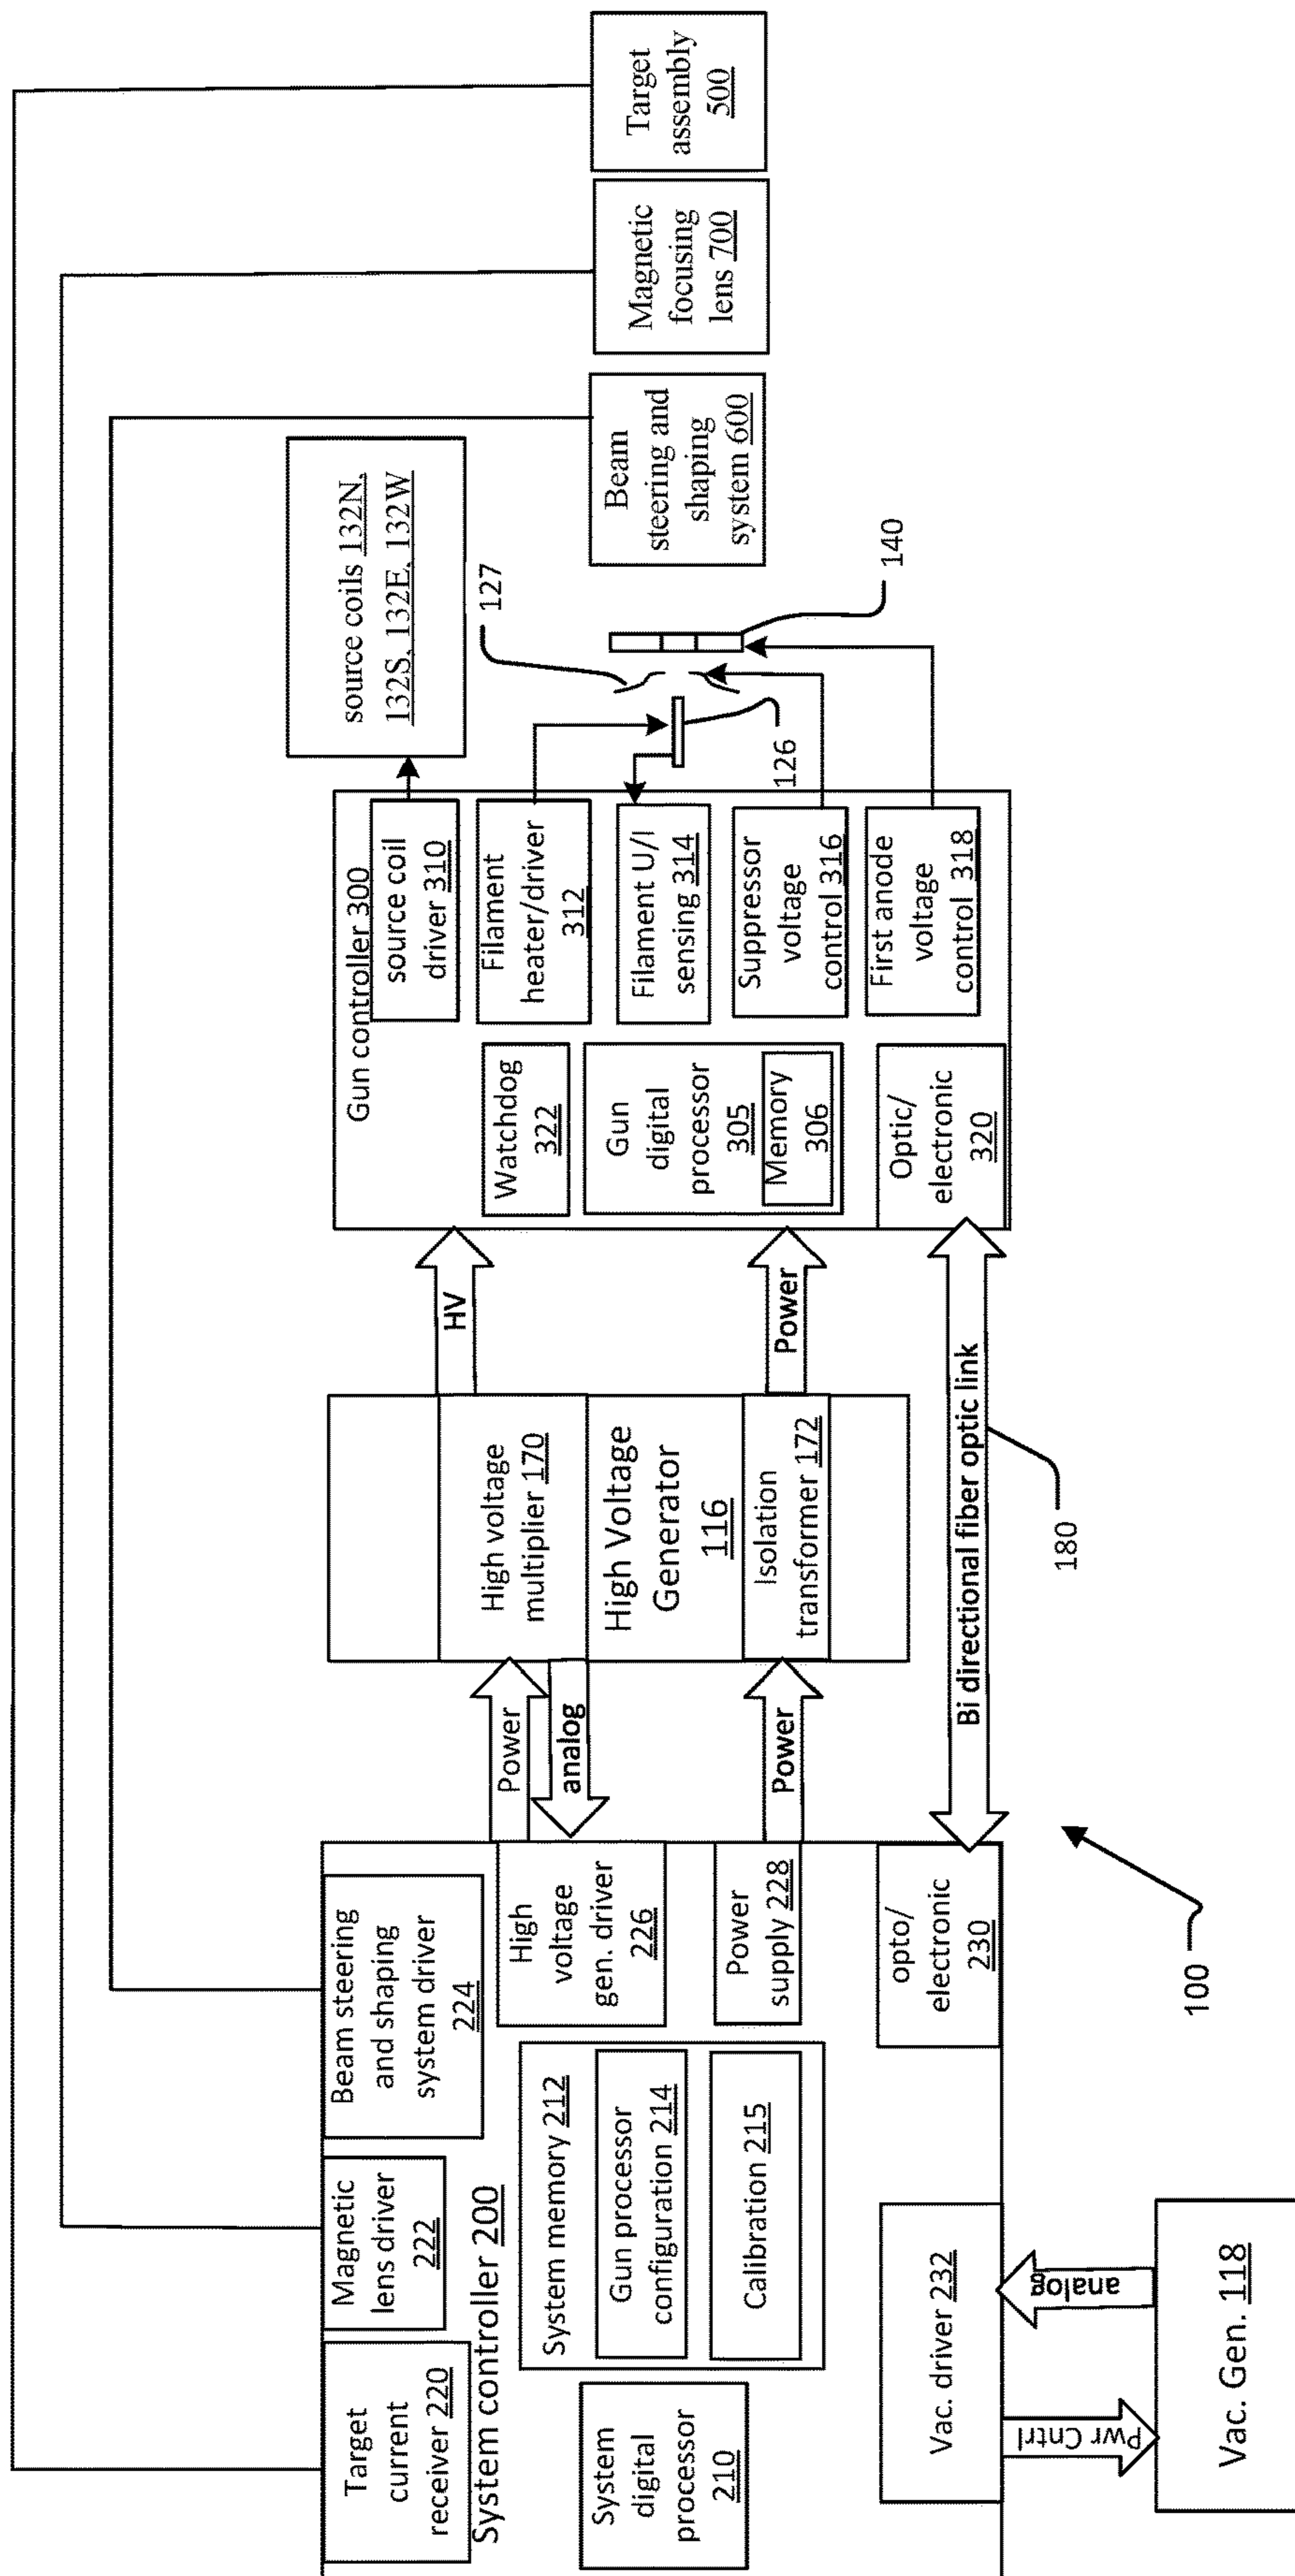 Target
current
receiver 220
Magnetic
lens driver
222
Beam steering
and shaping
system driver
224
System controller 200
System digital
processor
210
System memory 212
Gun processor
configuration 214
Calibration 215
High
voltage
gen. driver
226
Power
supply 228
opto/
electronic
230
Vac. driver 232
Pwr Cntrl
analog
Vac. Gen. 118
100
Power
analog
Power
High voltage
multiplier 170
High Voltage
Generator
116
Isolation
transformer 172
HV
Power
Bi directional fiber optic link
180
Gun controller 300
Watchdog
322
Gun
digital
processor
305
Memory
306
Optic/
electronic
320
source coil
driver 310
Filament
heater/driver
312
Filament U/I
sensing 314
Suppressor
voltage
control 316
First anode
voltage
control 318
source coils 132N,
132S, 132E, 132W
127
126
140
Beam
steering and
shaping
system 600
Magnetic
focusing
lens 700
Target
assembly
500